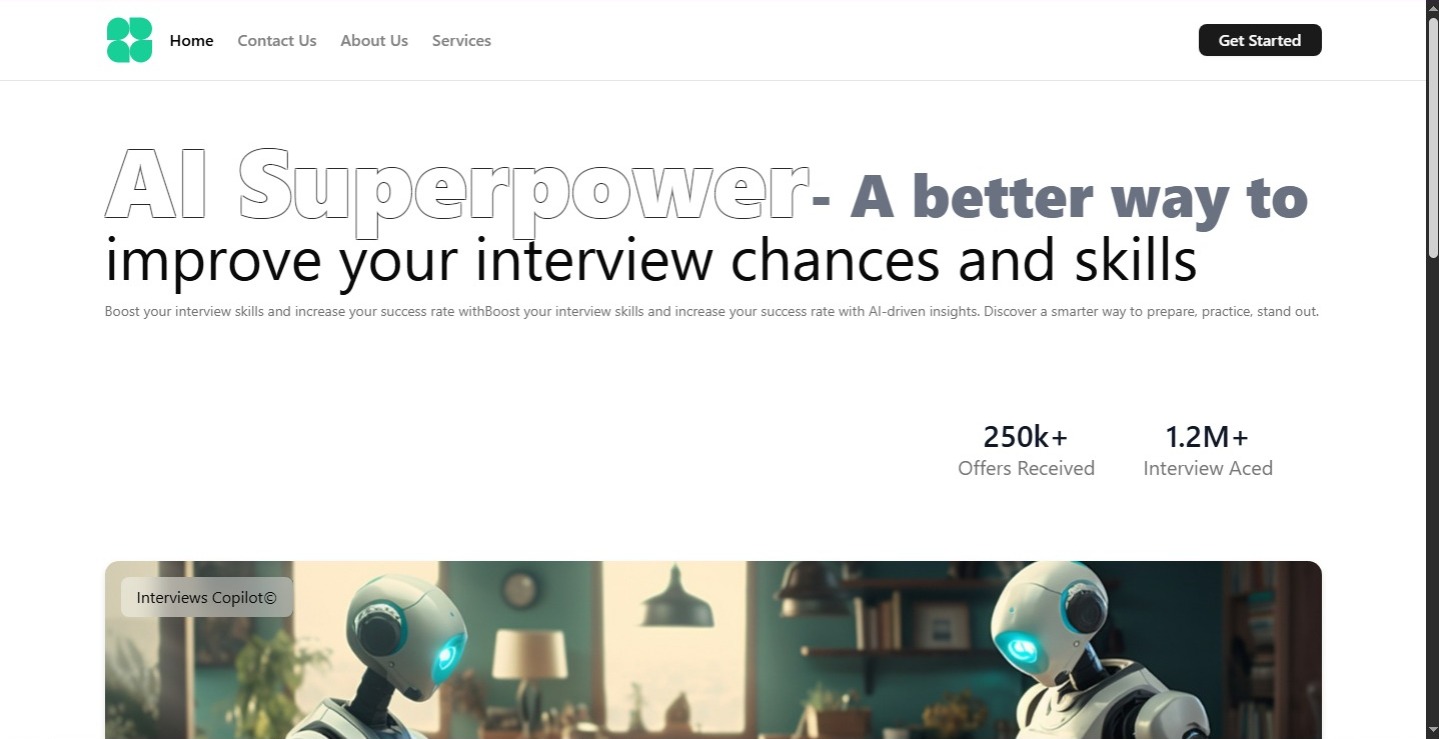 Home Contact Us About Us Services Get Started
AI Superpower- A better way to
improve your interview chances and skills
Boost your interview skills and increase your success rate withBoost your interview skills and increase your success rate with AI-driven insights. Discover a smarter way to prepare, practice, stand out.
250k+ 1.2M+
Offers Received Interview Aced
Interviews Copilot©